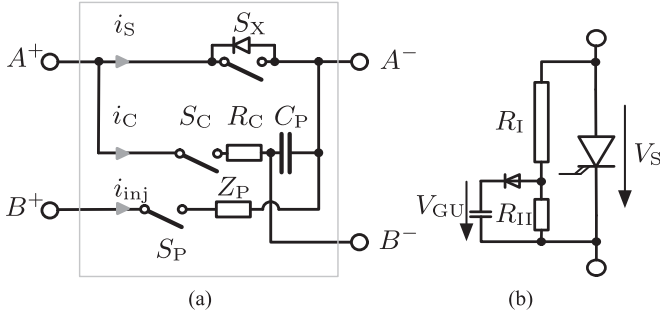 i_S
S_X
A^+
A^-
i_C
S_C
R_C
C_P
R_I
V_S
i_inj
Z_P
B^+
V_GU
R_II
S_P
B^-
(a)
(b)